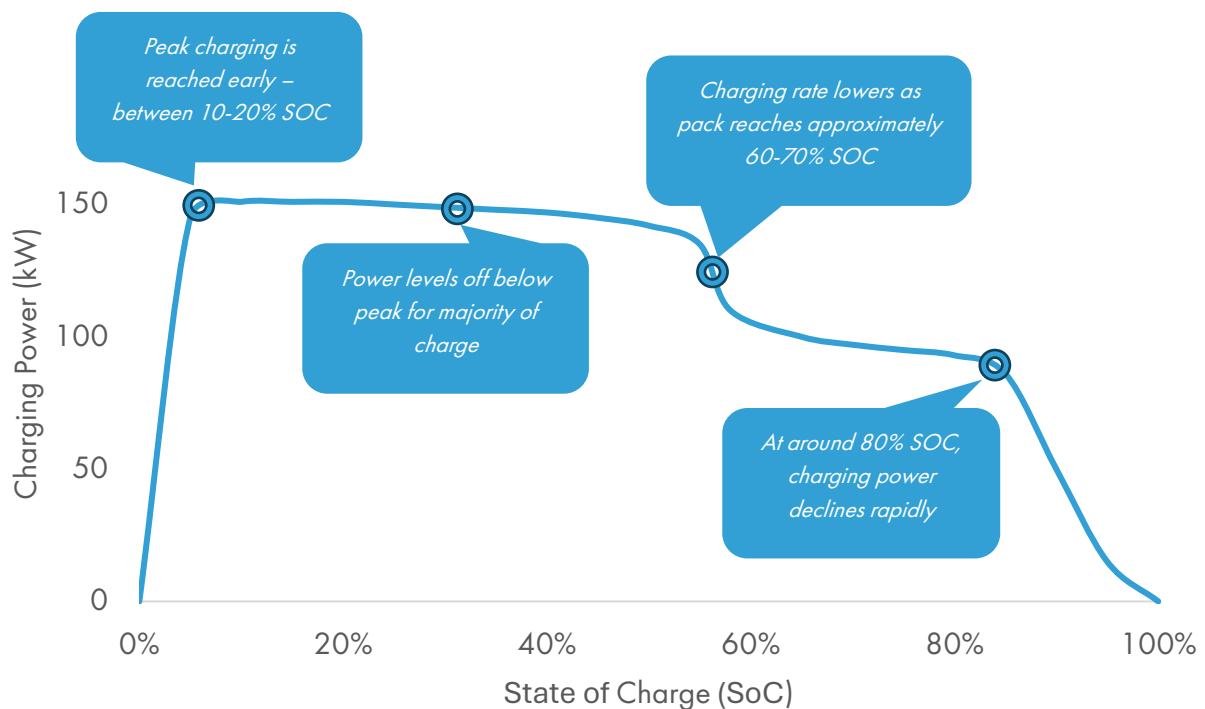 Peak charging is
reached early –
between 10-20% SOC
Charging rate lowers as
pack reaches approximately
60-70% SOC
Power levels off below
peak for majority of
charge
At around 80% SOC,
charging power
declines rapidly
Charging Power (kW)
150
100
50
0
0%
20%
40%
60%
80%
100%
State of Charge (SoC)